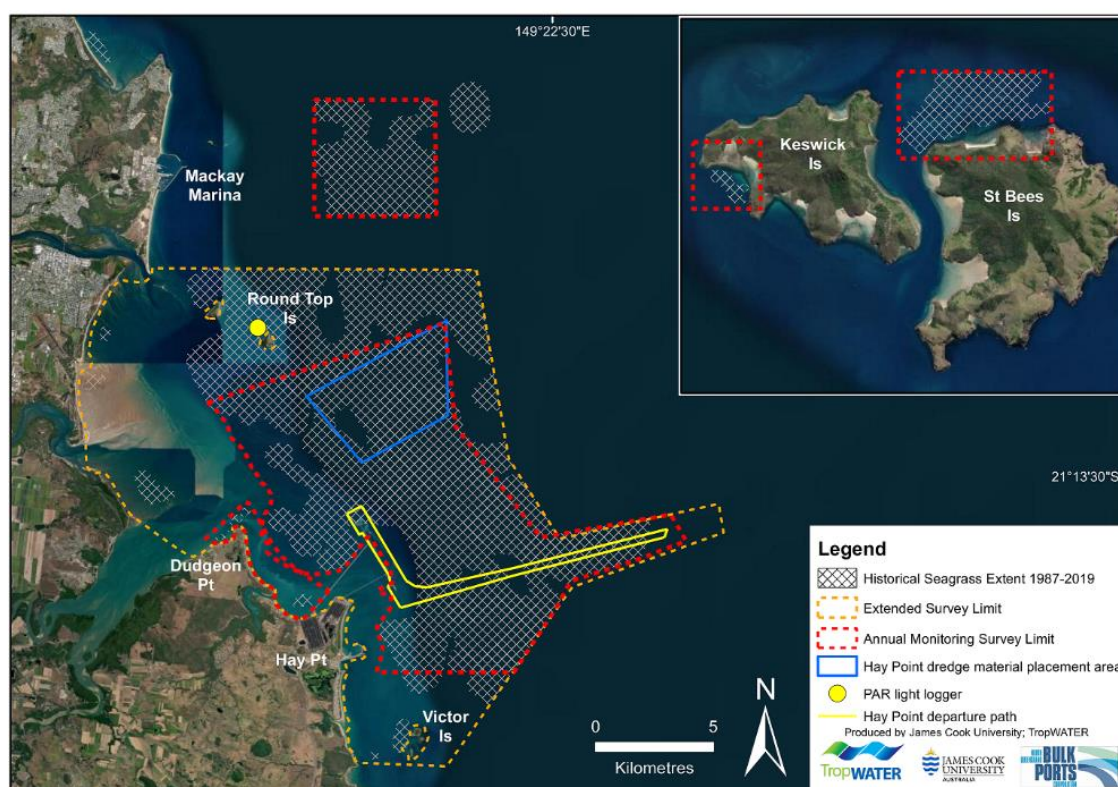 149°22'30"E
Mackay
Marina
Round Top
Is
Keswick
Is
St Bees
Is
21°13'30"S
Dudgeon
Pt
Hay Pt
Victor
Is
N
0 5
Kilometres
Legend
Historical Seagrass Extent 1987-2019
Extended Survey Limit
Annual Monitoring Survey Limit
Hay Point dredge material placement area
PAR light logger
Hay Point departure path
Produced by James Cook University; TropWATER
TropWATER
JAMES COOK
UNIVERSITY
AUSTRALIA
BULK
PORTS